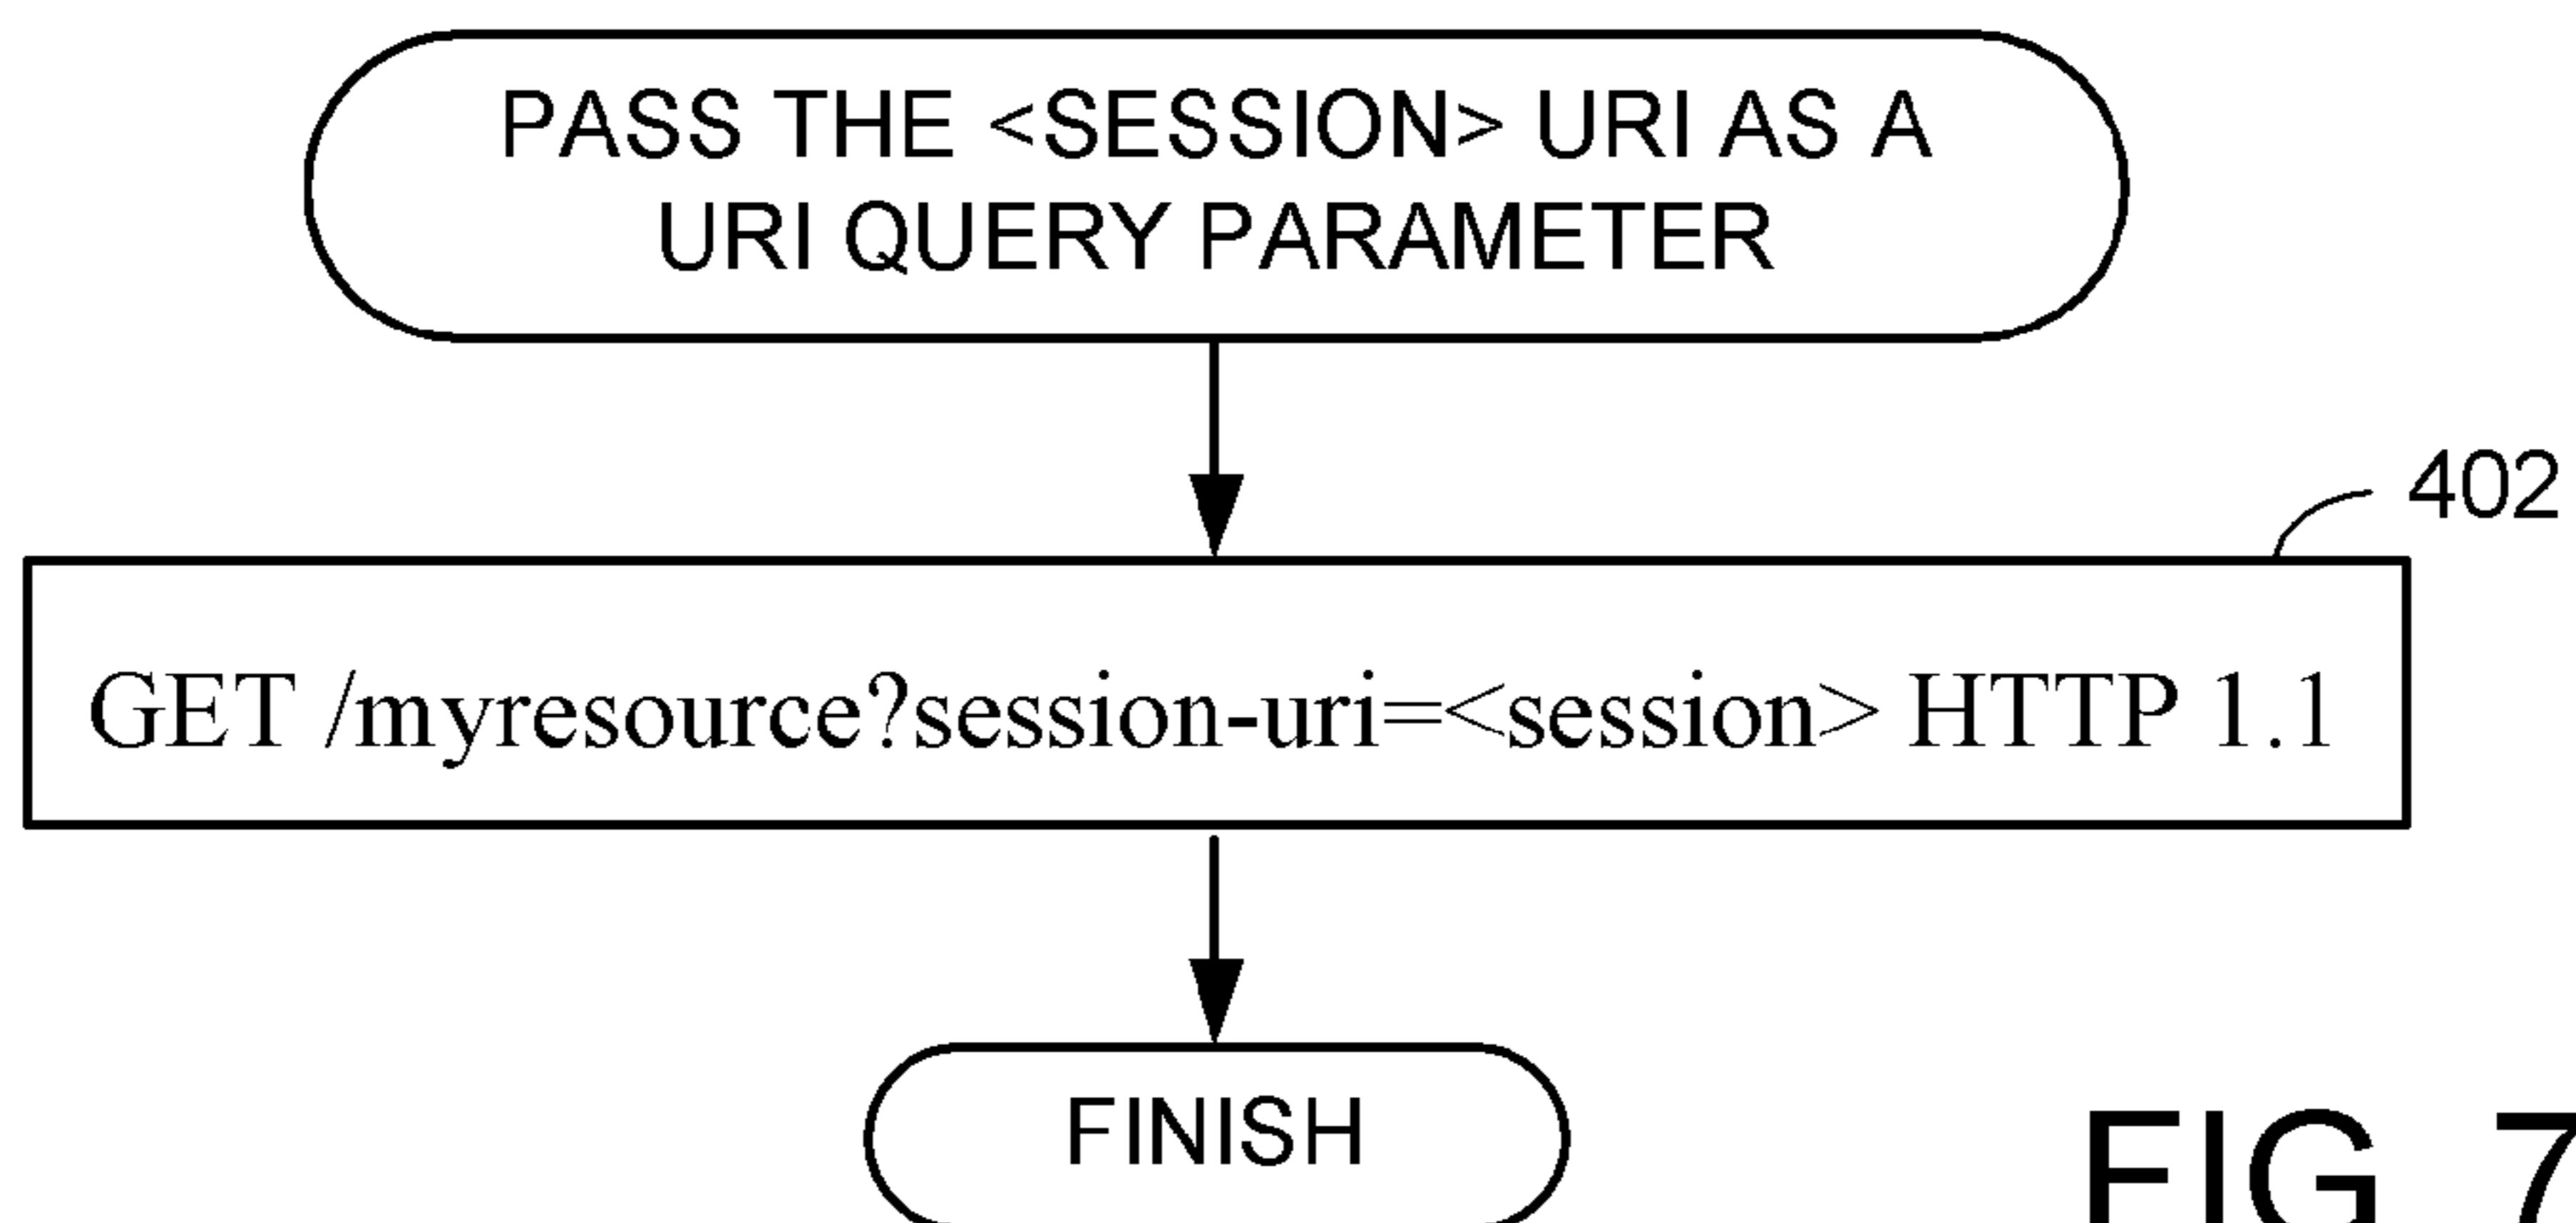 PASS THE <SESSION> URI AS A
URI QUERY PARAMETER
402
GET /myresource?session-uri=<session> HTTP 1.1
FINISH
FIG 7